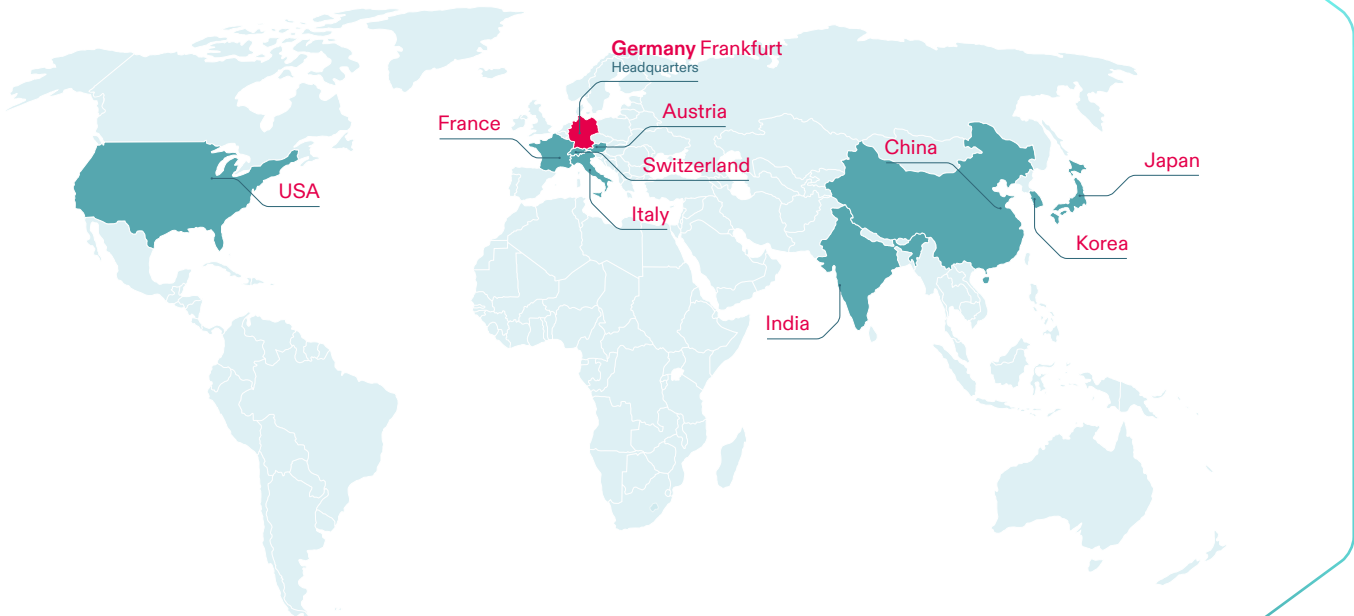 Germany Frankfurt
Headquarters
Austria
France
China
Switzerland
Japan
USA
Italy
Korea
India